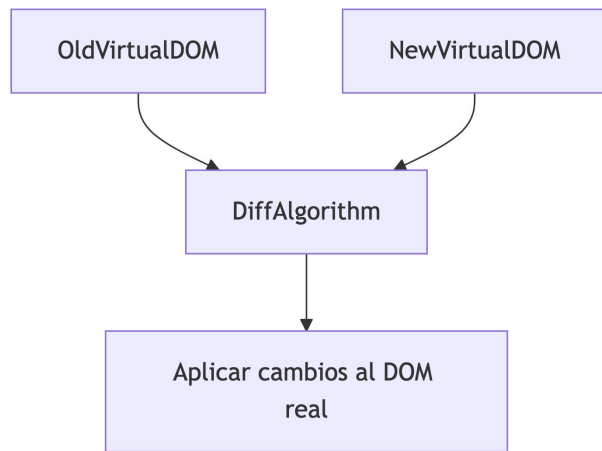 OldVirtualDOM
NewVirtualDOM
DiffAlgorithm
Aplicar cambios al DOM
real